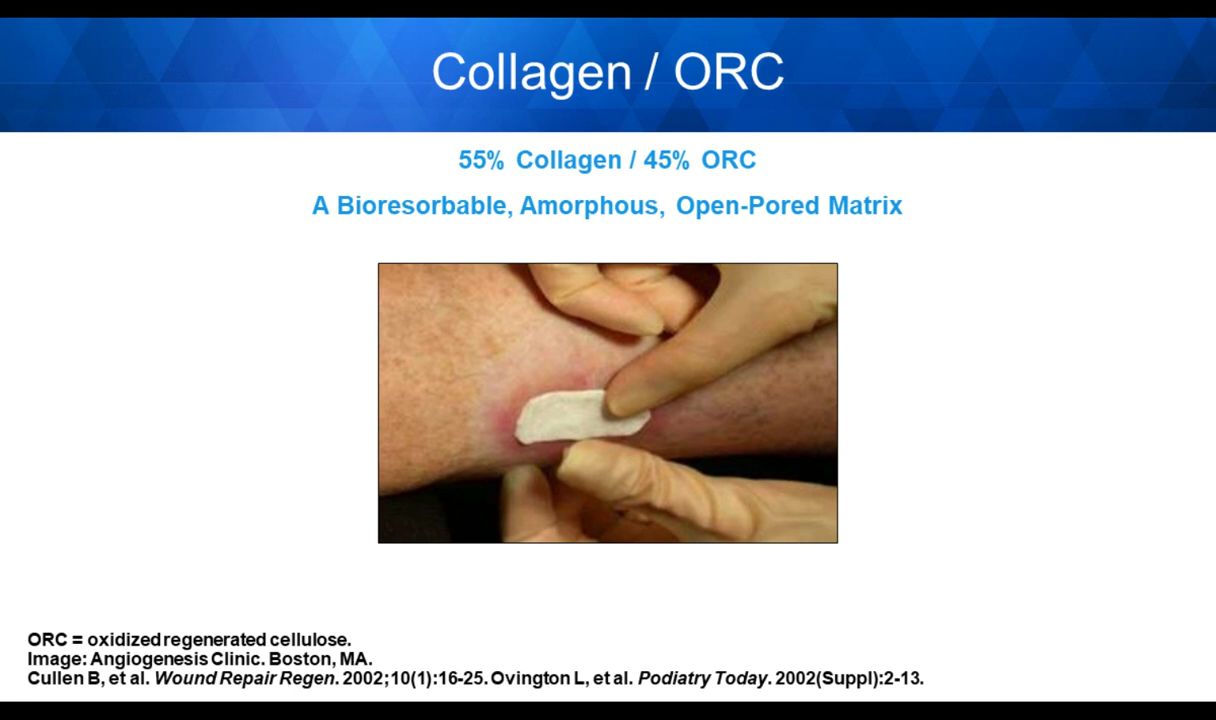 Collagen / ORC
55% Collagen / 45% ORC
A Bioresorbable, Amorphous, Open-Pored Matrix
ORC = oxidized regenerated cellulose.
Image: Angiogenesis Clinic. Boston, MA.
Cullen B, et al. Wound Repair Regen. 2002;10(1):16-25. Ovington L, et al. Podiatry Today. 2002(Suppl):2-13.